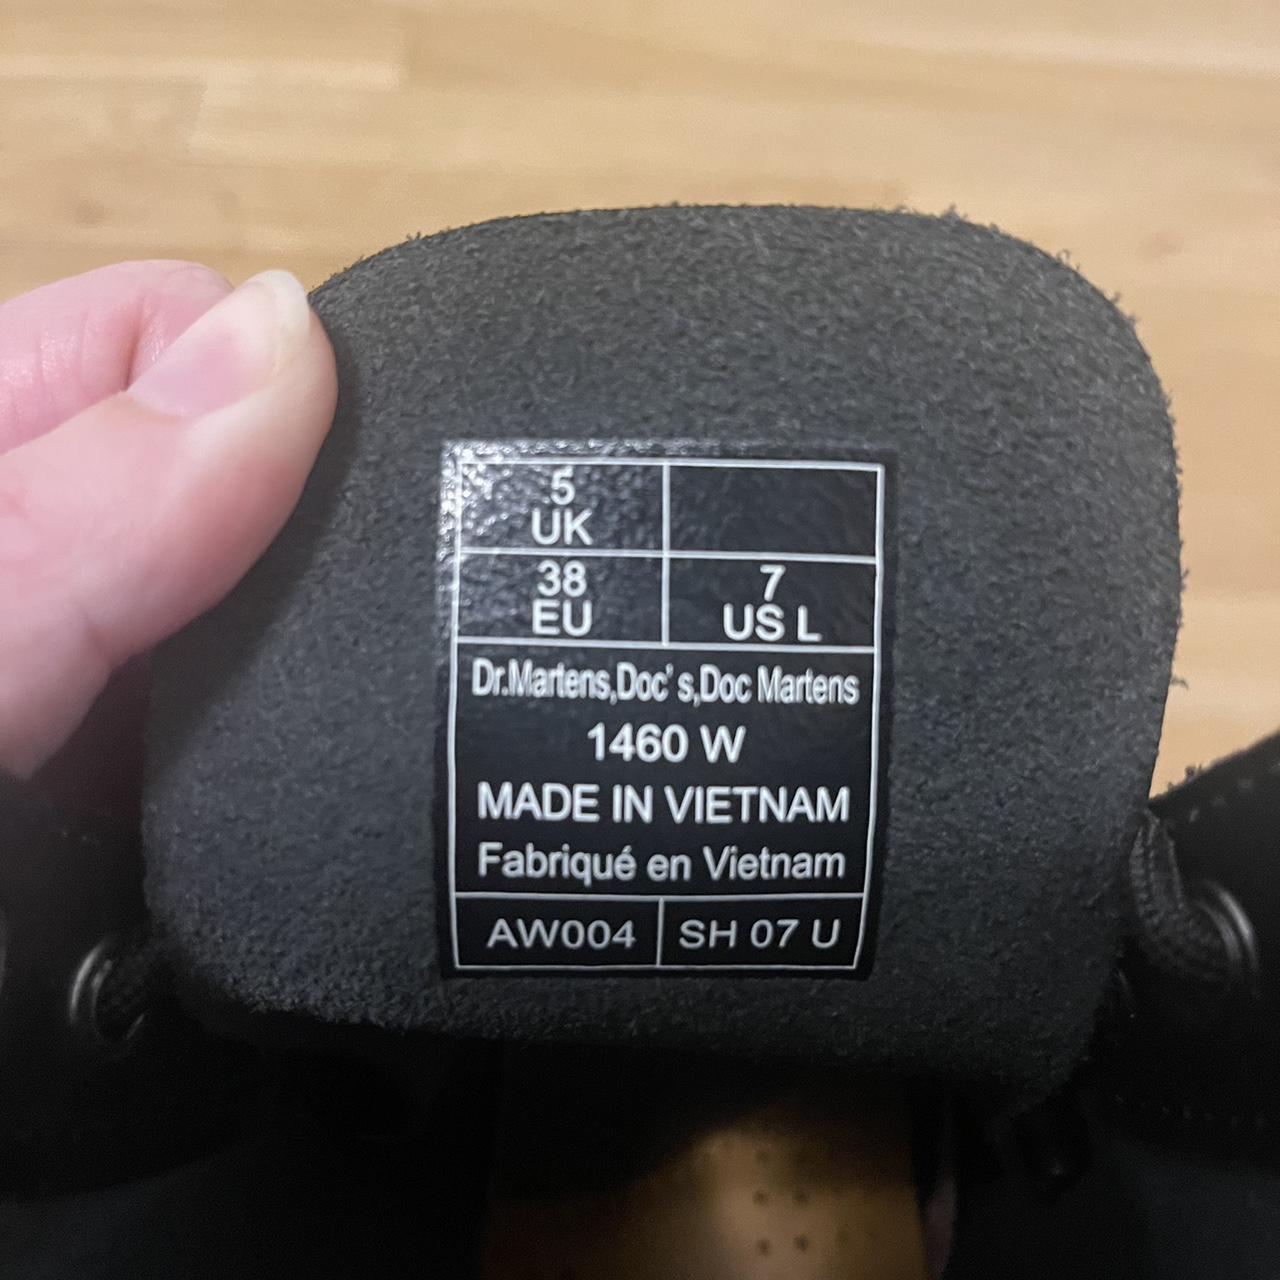 5
UK
38
EU
7
US L
Dr.Martens,Doc' s,Doc Martens
1460 W
MADE IN VIETNAM
Fabriqué en Vietnam
AW004
SH 07 U